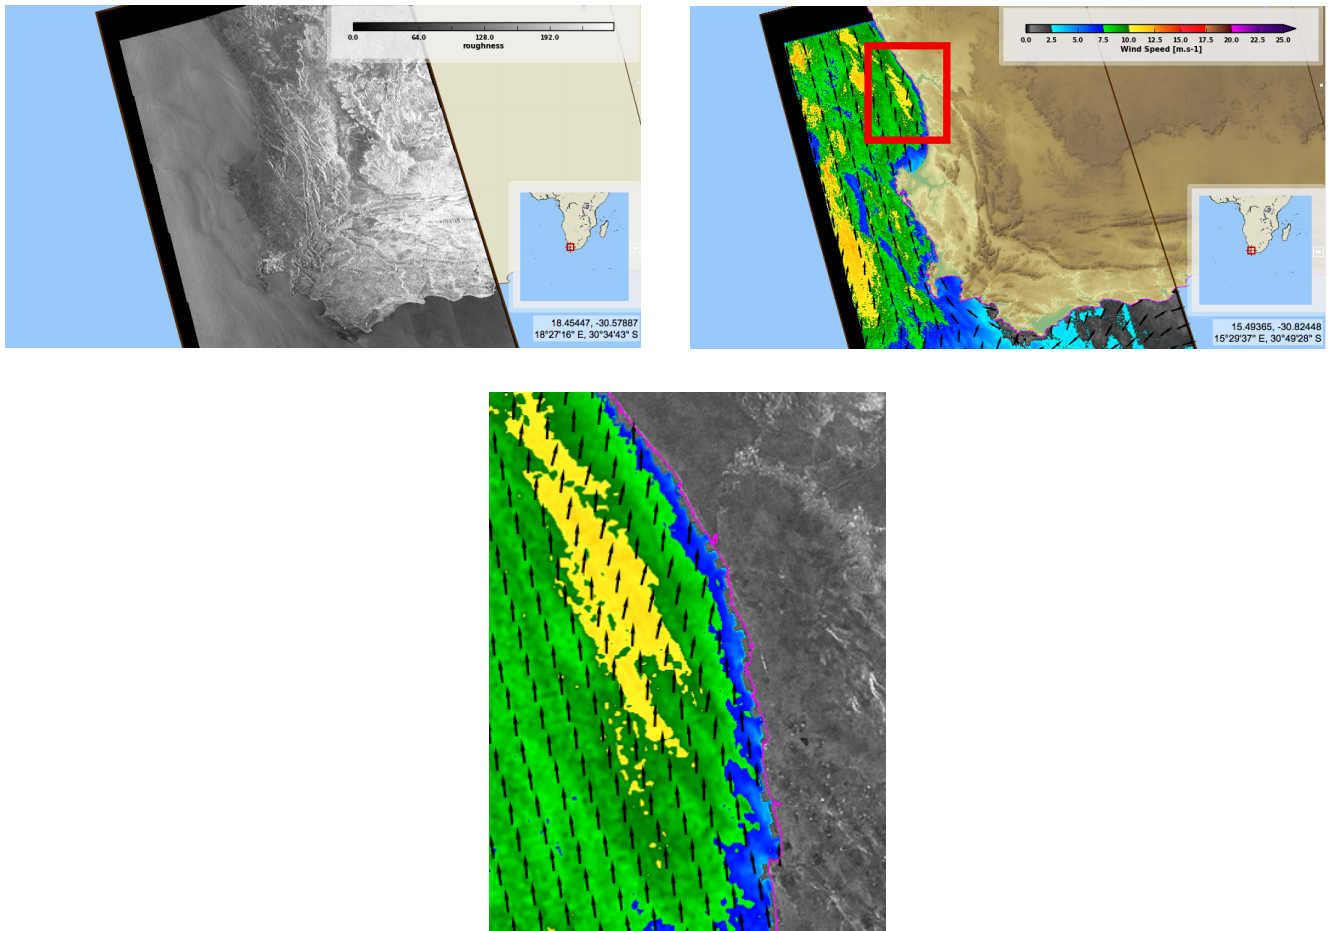 0.0 64.0 128.0 192.0
roughness
18.45447, -30.57887
18°27'16" E, 30°34'43" S
0.0 2.5 5.0 7.5 10.0 12.5 15.0 17.5 20.0 22.5 25.0
Wind Speed [m.s-1]
15.49365, -30.82448
15°29'37" E, 30°49'28" S